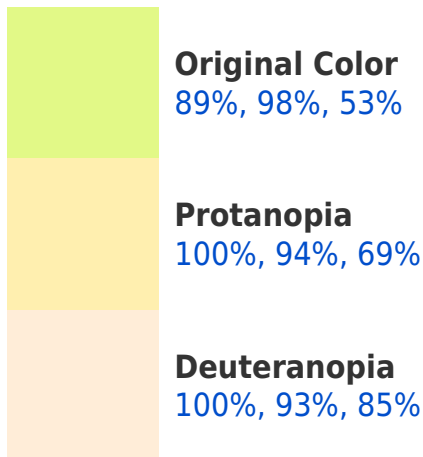 Original Color
89%, 98%, 53%
Protanopia
100%, 94%, 69%
Deuteranopia
100%, 93%, 85%